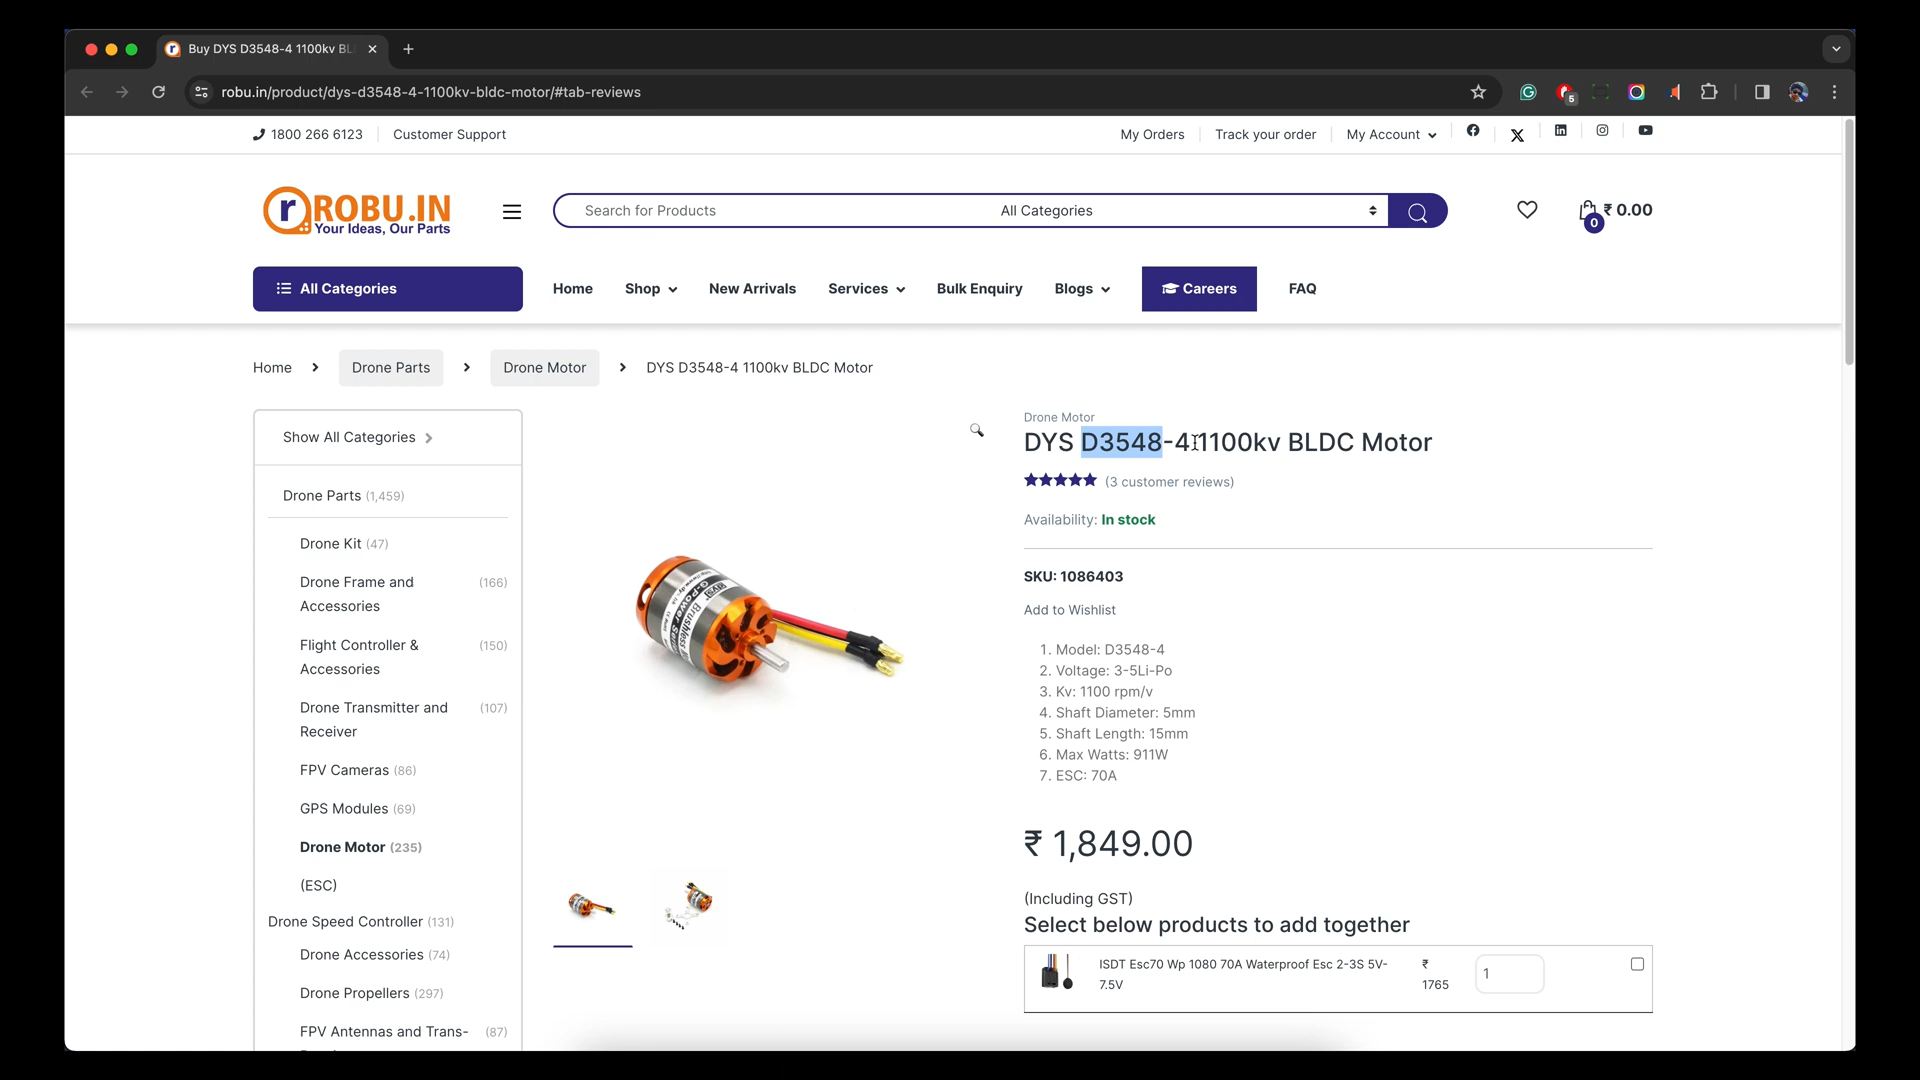 Buy DYS D3548-4 1100kv BL
robu.in/product/dys-d3548-4-1100kv-bldc-motor/#tab-reviews
5
1800 266 6123
Customer Support
My Orders
Track your order
My Account
ROBU.IN
Your Ideas, Our Parts
Search for Products
All Categories
0
₹ 0.00
All Categories
Home
Shop
New Arrivals
Services
Bulk Enquiry
Blogs
Careers
FAQ
Home
Drone Parts
Drone Motor
DYS D3548-4 1100kv BLDC Motor
Show All Categories
Drone Parts (1,459)
Drone Kit (47)
Drone Frame and (166)
Accessories
Flight Controller & (150)
Accessories
Drone Transmitter and (107)
Receiver
FPV Cameras (86)
GPS Modules (69)
Drone Motor (235)
(ESC)
Drone Speed Controller (131)
Drone Accessories (74)
Drone Propellers (297)
FPV Antennas and Trans- (87)
DYS
Brushless
Drone Motor
DYS D3548-4 1100kv BLDC Motor
(3 customer reviews)
Availability: In stock
SKU: 1086403
Add to Wishlist
1. Model: D3548-4
2. Voltage: 3-5Li-Po
3. Kv: 1100 rpm/v
4. Shaft Diameter: 5mm
5. Shaft Length: 15mm
6. Max Watts: 911W
7. ESC: 70A
₹ 1,849.00
(Including GST)
Select below products to add together
ISDT Esc70 Wp 1080 70A Waterproof Esc 2-3S 5V-
7.5V
₹
1765
1